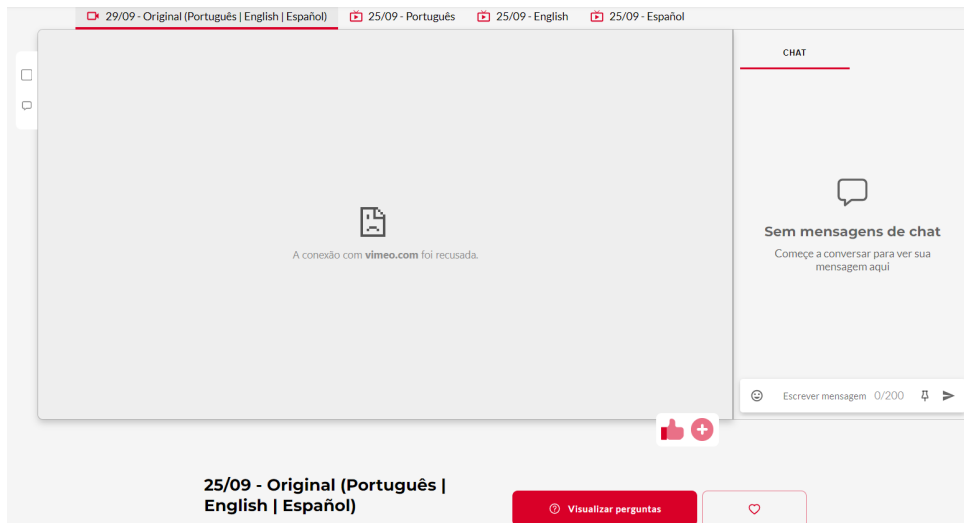 29/09 - Original (Português | English | Español)
25/09 - Português
25/09 - English
25/09 - Español
CHAT
A conexão com vimeo.com foi recusada.
Sem mensagens de chat
Começe a conversar para ver sua
mensagem aqui
Escrever mensagem 0/200
25/09 - Original (Português |
English | Español)
Visualizar perguntas